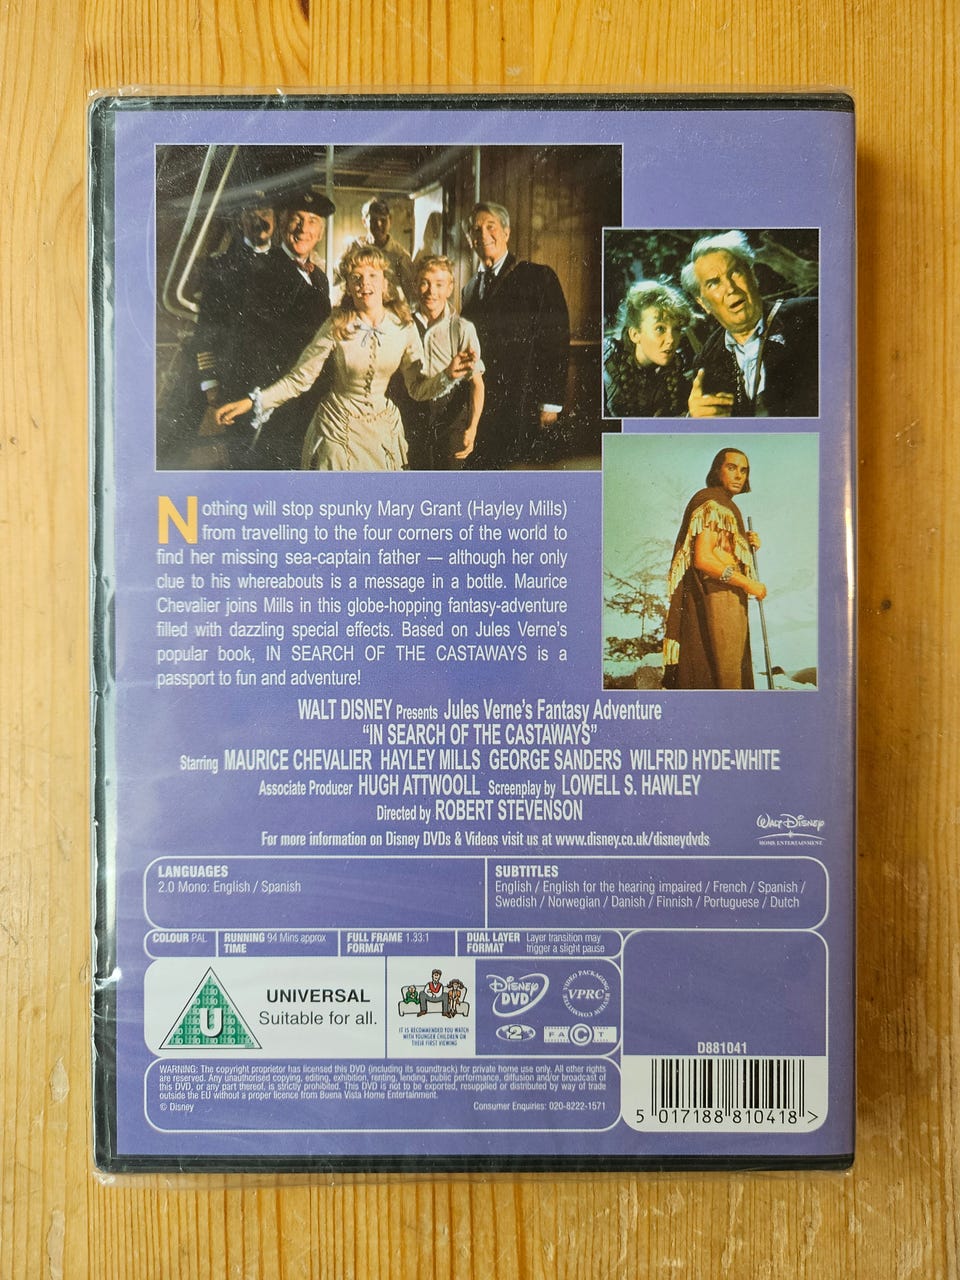 Nothing will stop spunky Mary Grant (Hayley Mills)
from travelling to the four corners of the world to
find her missing sea-captain father — although her only
clue to his whereabouts is a message in a bottle. Maurice
Chevalier joins Mills in this globe-hopping fantasy-adventure
filled with dazzling special effects. Based on Jules Verne's
popular book, IN SEARCH OF THE CASTAWAYS is a
passport to fun and adventure!
WALT DISNEY Presents Jules Verne's Fantasy Adventure
"IN SEARCH OF THE CASTAWAYS"
Starring MAURICE CHEVALIER HAYLEY MILLS GEORGE SANDERS WILFRID HYDE-WHITE
Associate Producer HUGH ATTWOOLL Screenplay by LOWELL S. HAWLEY
Directed by ROBERT STEVENSON
For more information on Disney DVDs & Videos visit us at www.disney.co.uk/disneydvds
WALT DISNEY
HOME ENTERTAINMENT
LANGUAGES
2.0 Mono: English / Spanish
SUBTITLES
English / English for the hearing impaired / French / Spanish /
Swedish / Norwegian / Danish / Finnish / Portuguese / Dutch
COLOUR PAL
RUNNING 94 Mins approx
TIME
FULL FRAME 1.33:1
FORMAT
DUAL LAYER
FORMAT
Layer transition may
trigger a slight pause
U
UNIVERSAL
Suitable for all.
IT IS RECOMMENDED YOU WATCH
WITH YOUNGER CHILDREN ON
THEIR FIRST VIEWING
Disney
DVD
VIDEO PACKAGING REVIEW COMMITTEE
VPRC
2
FACT
D881041
WARNING: The copyright proprietor has licensed this DVD (including its soundtrack) for private home use only. All other rights
are reserved. Any unauthorised copying, editing, exhibition, renting, lending, public performance, diffusion and/or broadcast of
this DVD, or any part thereof, is strictly prohibited. This DVD is not to be exported, resupplied or distributed by way of trade
outside the EU without a proper licence from Buena Vista Home Entertainment.
© Disney
Consumer Enquiries: 020-8222-1571
5 017188 810418 >